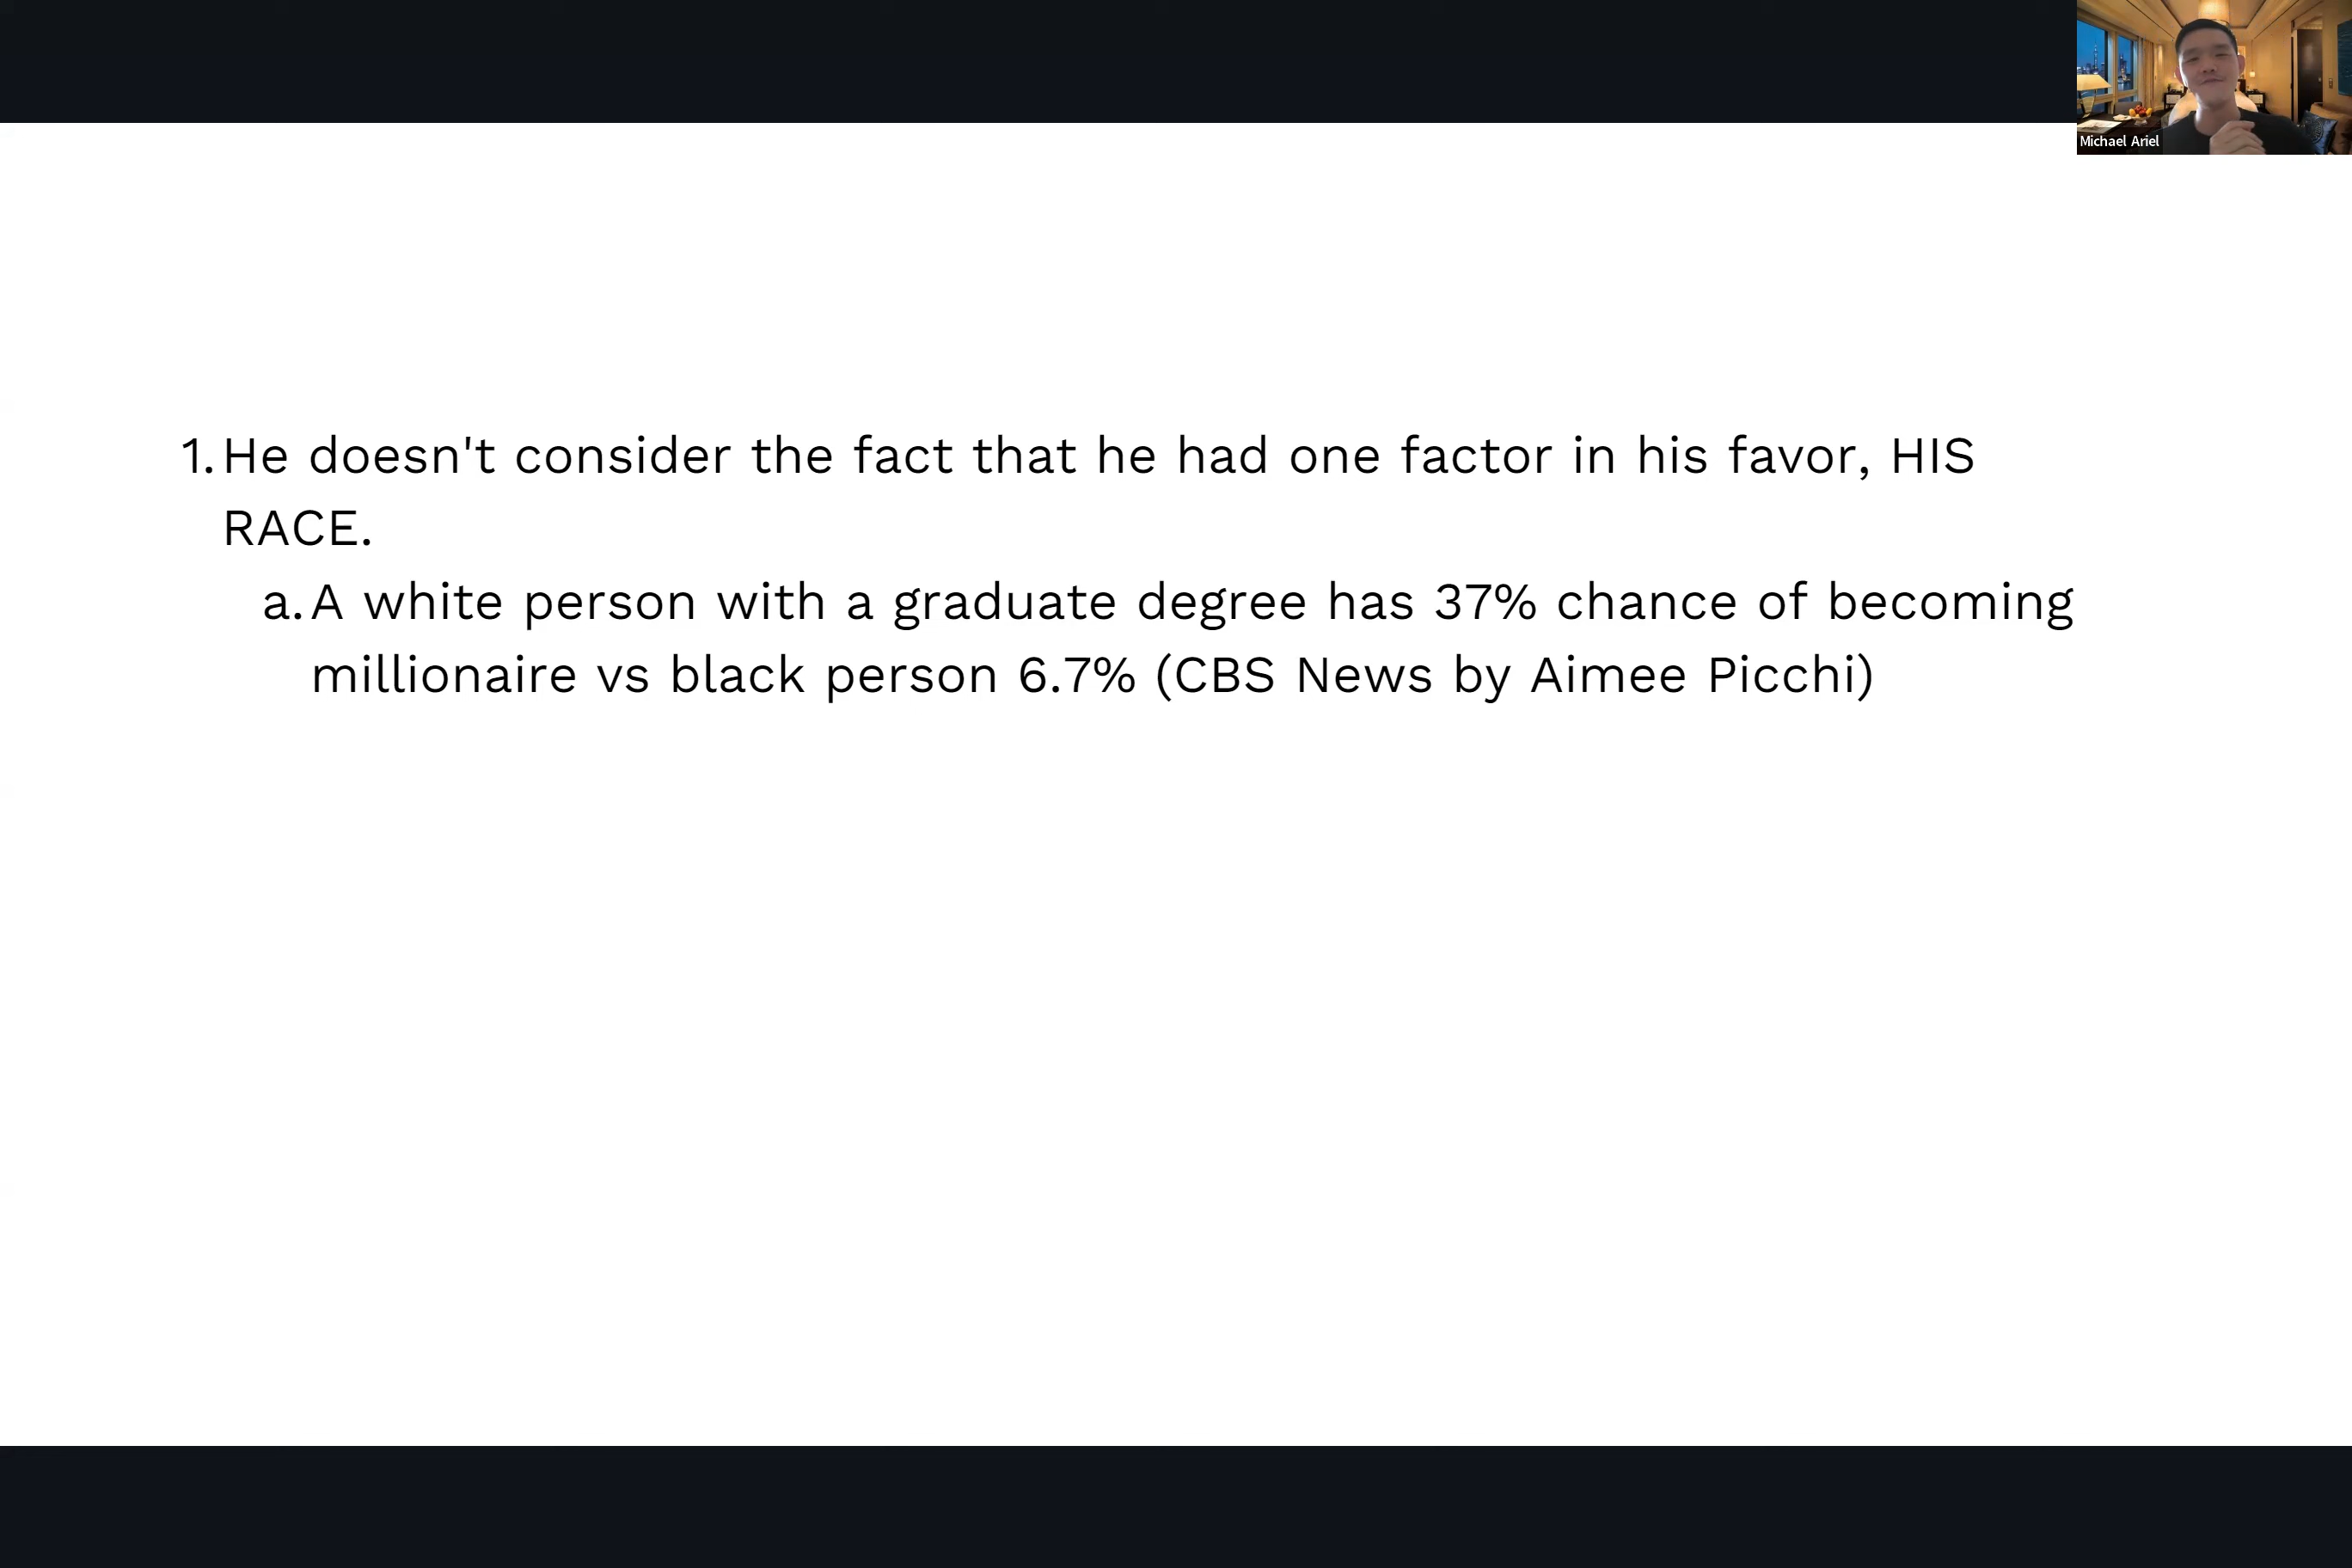 Michael Ariel
1. He doesn't consider the fact that he had one factor in his favor, HIS
RACE.
a. A white person with a graduate degree has 37% chance of becoming
millionaire vs black person 6.7% (CBS News by Aimee Picchi)